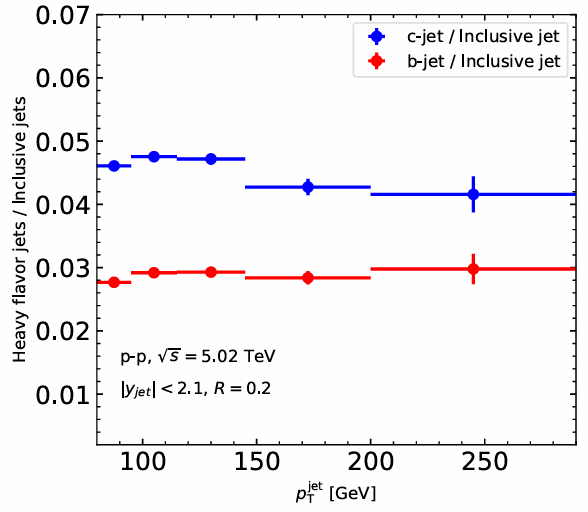 c-jet / Inclusive jet
b-jet / Inclusive jet
Heavy flavor jets / Inclusive jets
0.07
0.06
0.05
0.04
0.03
0.02
0.01
p-p, √s = 5.02 TeV
|y_jet| < 2.1, R = 0.2
100
150
200
250
p_T^jet [GeV]